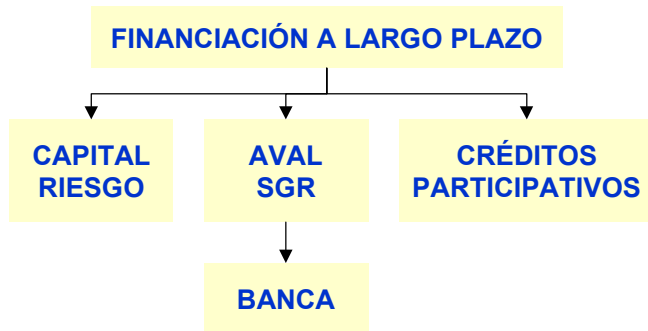 FINANCIACIÓN A LARGO PLAZO
CAPITAL
RIESGO
AVAL
SGR
CRÉDITOS
PARTICIPATIVOS
BANCA